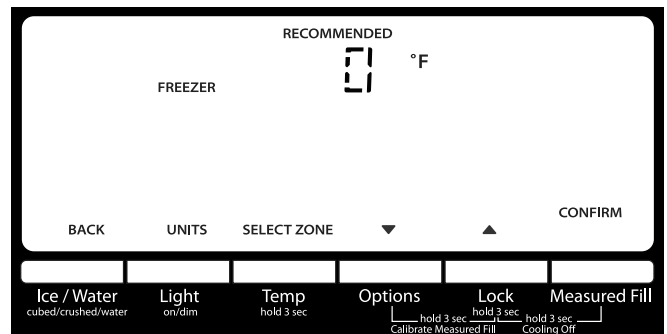 RECOMMENDED
0 °F
FREEZER
CONFIRM
BACK UNITS SELECT ZONE ▼ ▲
Ice / Water Light Temp Options Lock Measured Fill
cubed/crushed/water on/dim hold 3 sec hold 3 sec
hold 3 sec hold 3 sec
Calibrate Measured Fill Cooling Off